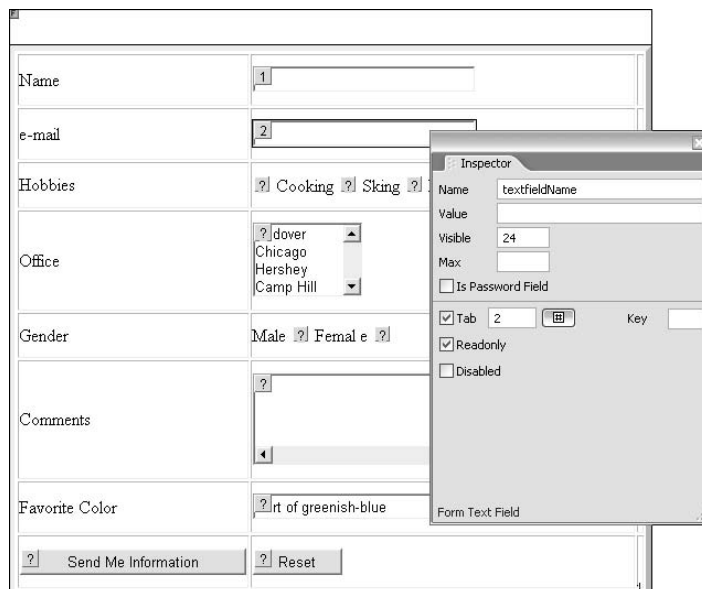 F
Name
1
e-mail
2
Hobbies
? Cooking ? Sking ?
Office
? dover
Chicago
Hershey
Camp Hill
Gender
Male ? Femal e ?
Comments
?
Favorite Color
? rt of greenish-blue
? Send Me Information
? Reset
Inspector
Name textfieldName
Value
Visible 24
Max
Is Password Field
Tab 2 Key
Readonly
Disabled
Form Text Field